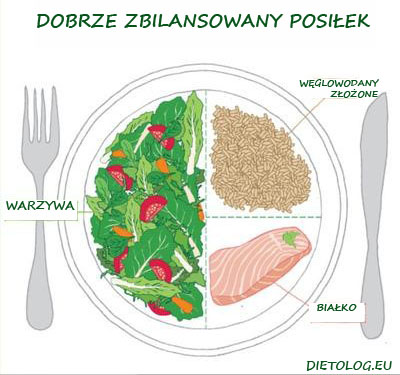 DOBRZE ZBILANSOWANY POSIŁEK
WĘGLOWODANY
ZŁOŻONE
WARZYWA
BIAŁKO
DIETOLOG.EU